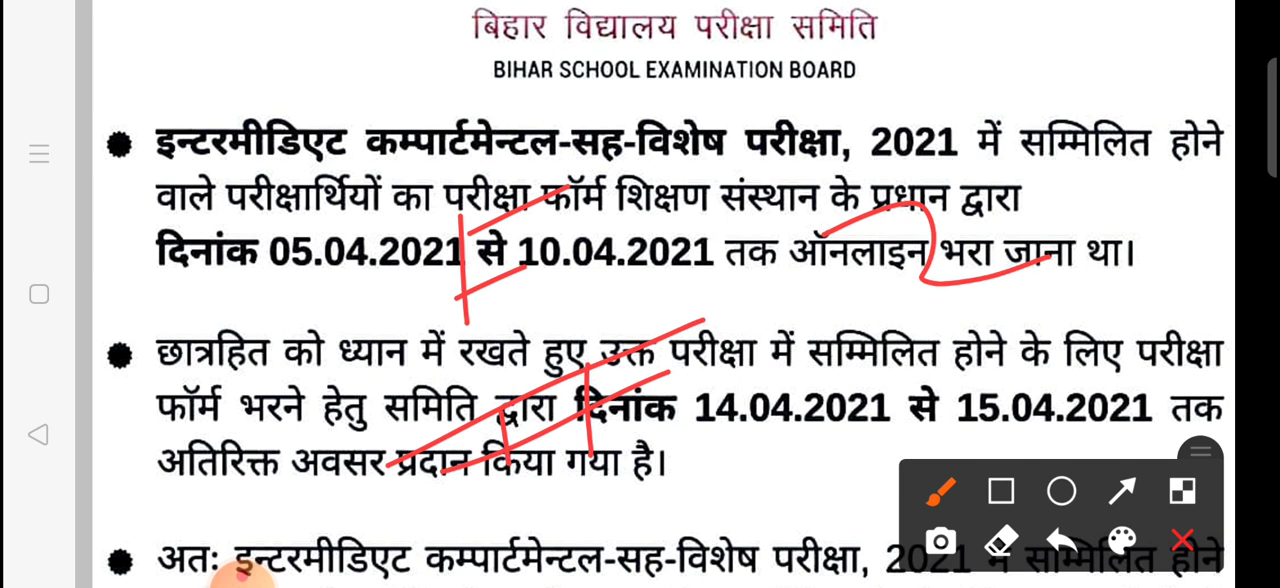 बिहार विद्यालय परीक्षा समिति
BIHAR SCHOOL EXAMINATION BOARD
इन्टरमीडिएट कम्पार्टमेन्टल-सह-विशेष परीक्षा, 2021 में सम्मिलित होने
वाले परीक्षार्थियों का परीक्षा फॉर्म शिक्षण संस्थान के प्रधान द्वारा
दिनांक 05.04.2021 से 10.04.2021 तक ऑनलाइन भरा जाना था।
छात्रहित को ध्यान में रखते हुए उक्त परीक्षा में सम्मिलित होने के लिए परीक्षा
फॉर्म भरने हेतु समिति द्वारा दिनांक 14.04.2021 से 15.04.2021 तक
अतिरिक्त अवसर प्रदान किया गया है।
अतः इन्टरमीडिएट कम्पार्टमेन्टल-सह-विशेष परीक्षा, 2021 में सम्मिलित होने